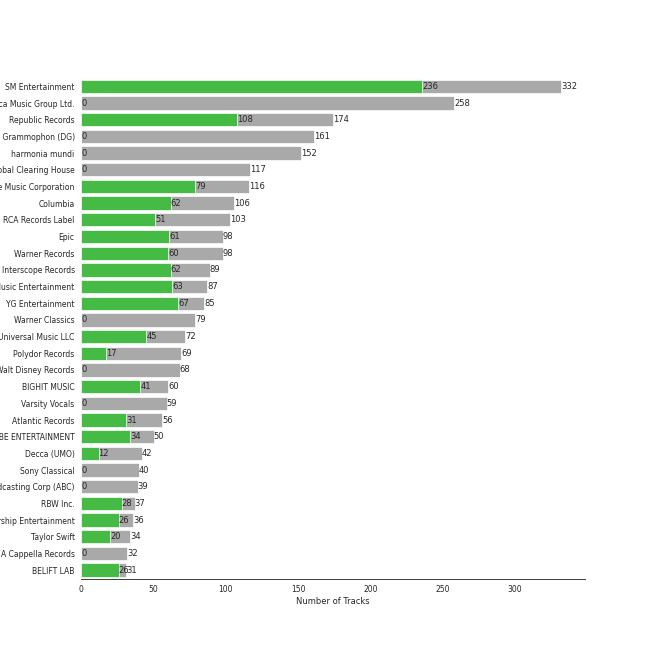 SM Entertainment 236 332
ca Music Group Ltd. 0 258
Republic Records 108 174
Grammophon (DG) 0 161
harmonia mundi 0 152
obal Clearing House 0 117
e Music Corporation 79 116
Columbia 62 106
RCA Records Label 51 103
Epic 61 98
Warner Records 60 98
Interscope Records 62 89
usic Entertainment 63 87
YG Entertainment 67 85
Warner Classics 0 79
Universal Music LLC 45 72
Polydor Records 17 69
Walt Disney Records 0 68
BIGHIT MUSIC 41 60
Varsity Vocals 0 59
Atlantic Records 31 56
BE ENTERTAINMENT 34 50
Decca (UMO) 12 42
Sony Classical 0 40
dcasting Corp (ABC) 0 39
RBW Inc. 28 37
rship Entertainment 26 36
Taylor Swift 20 34
A Cappella Records 0 32
BELIFT LAB 26 31
0 50 100 150 200 250 300
Number of Tracks